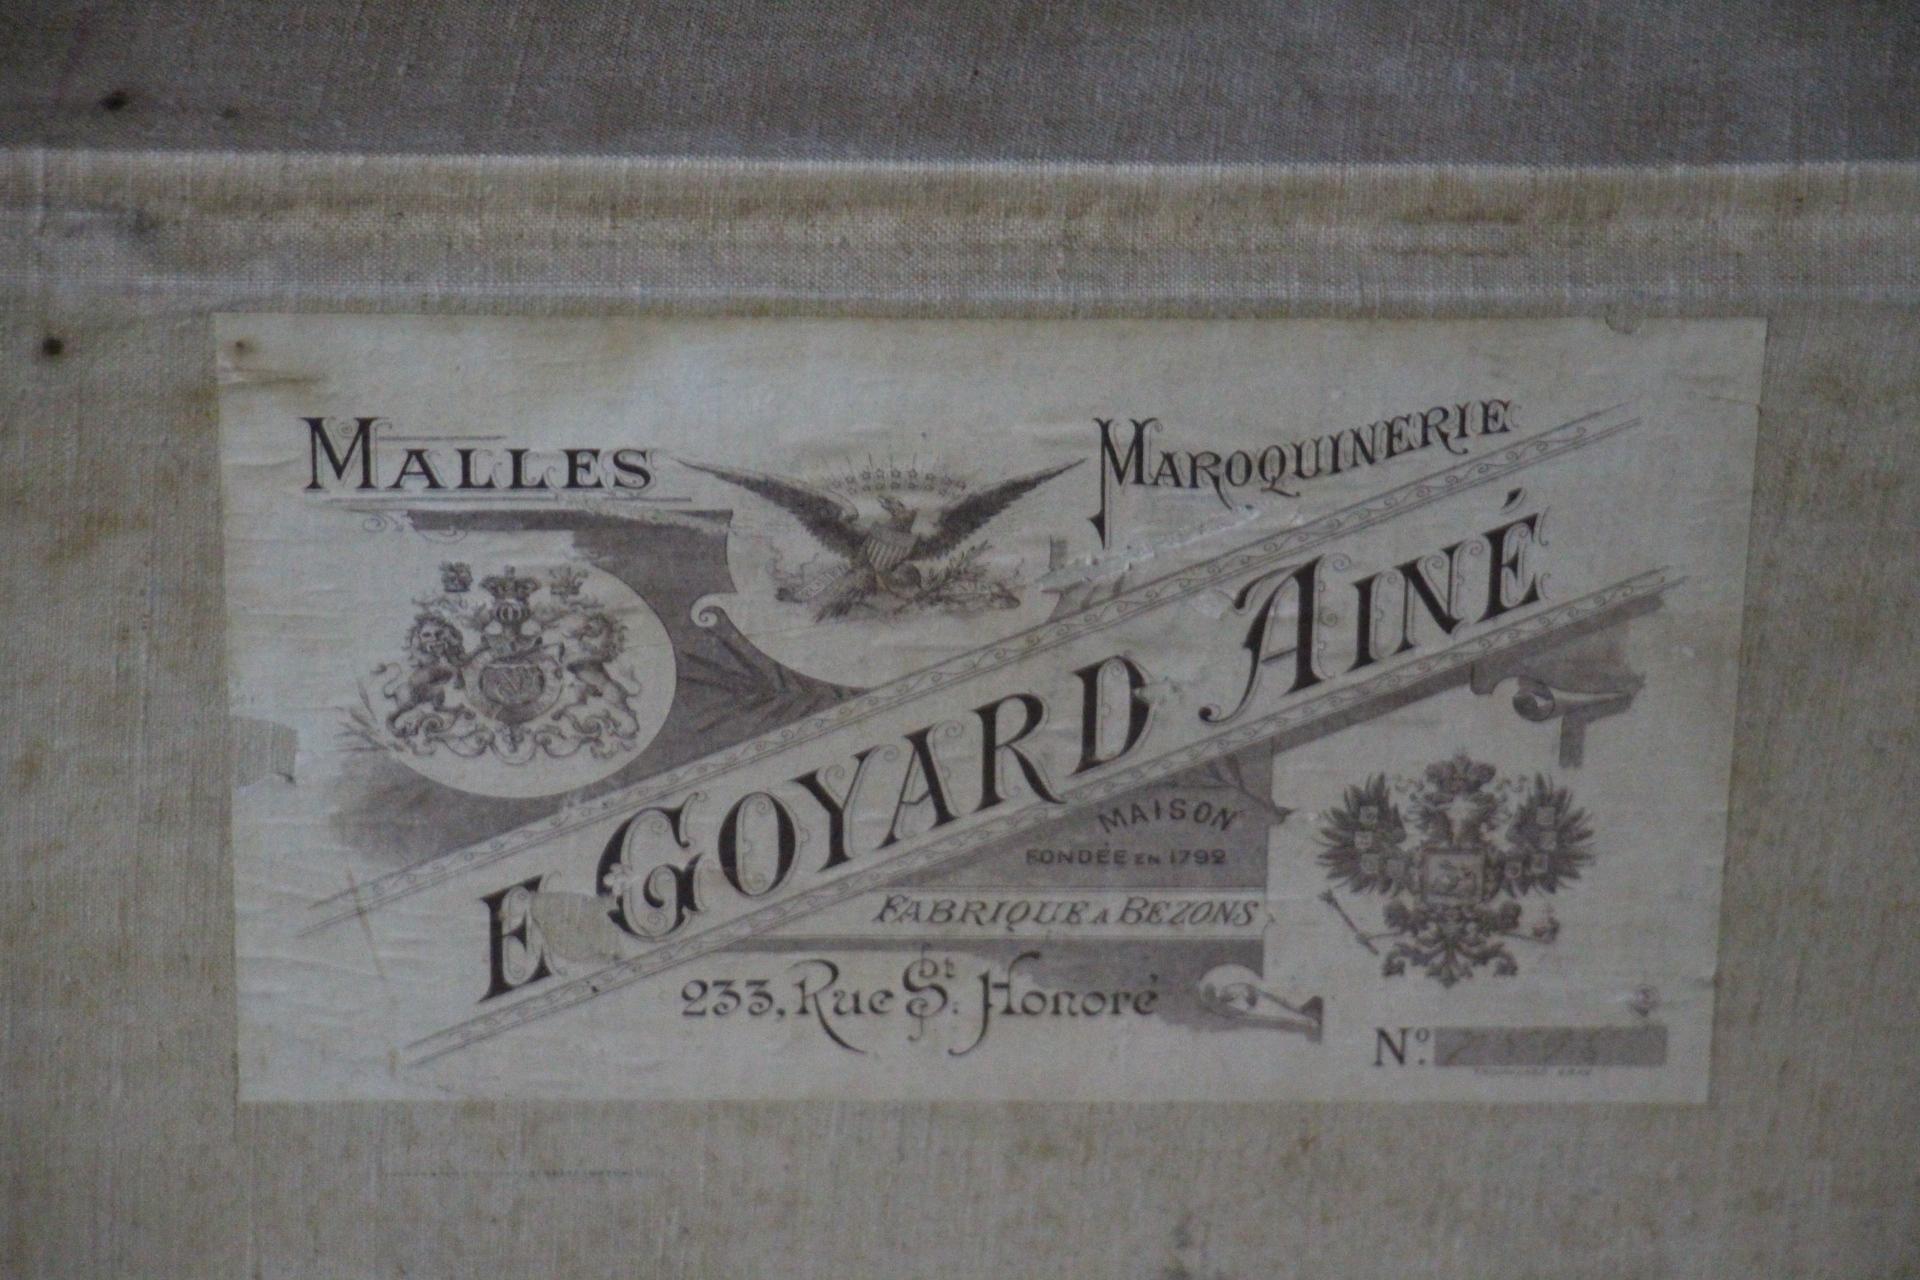 MALLES
MAROQUINERIE
E GOYARD AINÉ
MAISON
FONDÉE EN 1792
FABRIQUE A BEZONS
233, Rue St. Honoré
No.